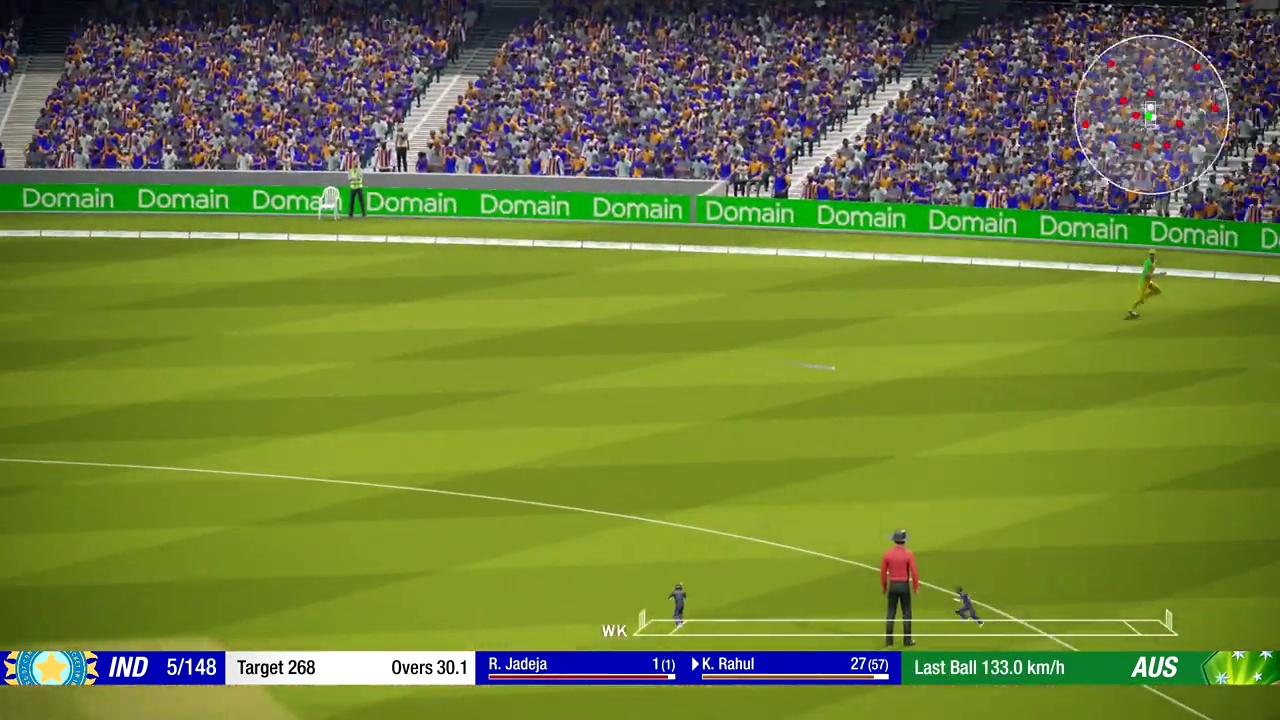 Domain Domain Domain Domain Domain Domain Domain Domain Domain Domain Domain D
WK
IND 5/148 Target 268 Overs 30.1 R. Jadeja 1 (1) K. Rahul 27 (57) Last Ball 133.0 km/h AUS